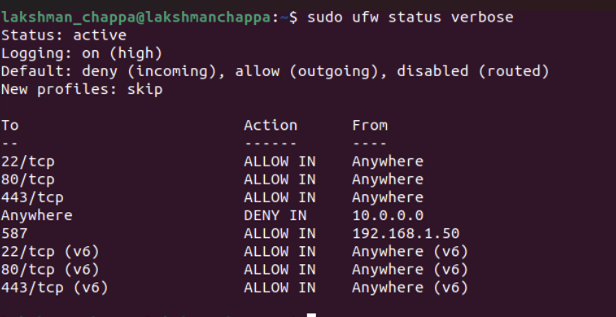 lakshman_chappa@lakshmanchappa:~$ sudo ufw status verbose
Status: active
Logging: on (high)
Default: deny (incoming), allow (outgoing), disabled (routed)
New profiles: skip
To Action From
-- ------ ----
22/tcp ALLOW IN Anywhere
80/tcp ALLOW IN Anywhere
443/tcp ALLOW IN Anywhere
Anywhere DENY IN 10.0.0.0
587 ALLOW IN 192.168.1.50
22/tcp (v6) ALLOW IN Anywhere (v6)
80/tcp (v6) ALLOW IN Anywhere (v6)
443/tcp (v6) ALLOW IN Anywhere (v6)